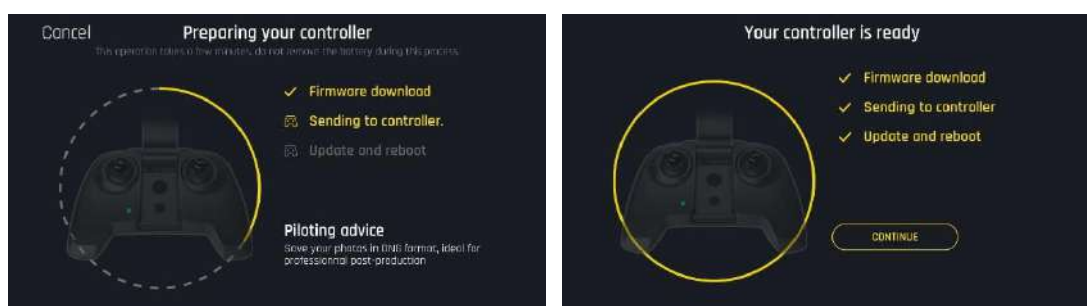 Cancel
Preparing your controller
This operation takes a few minutes, do not remove the battery during this process.
Firmware download
Sending to controller.
Update and reboot
Piloting advice
Save your photos in DNG format, ideal for
professionnal post-production
Your controller is ready
Firmware download
Sending to controller
Update and reboot
CONTINUE